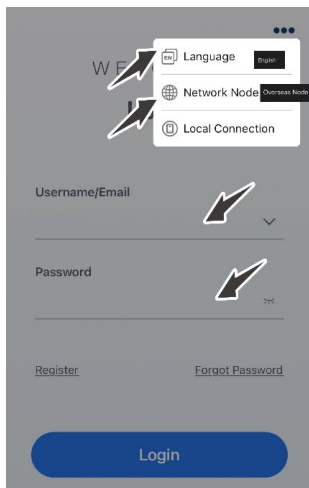 W E
Language English
Network Node Overseas Node
Local Connection
Username/Email
Password
Register Forgot Password
Login